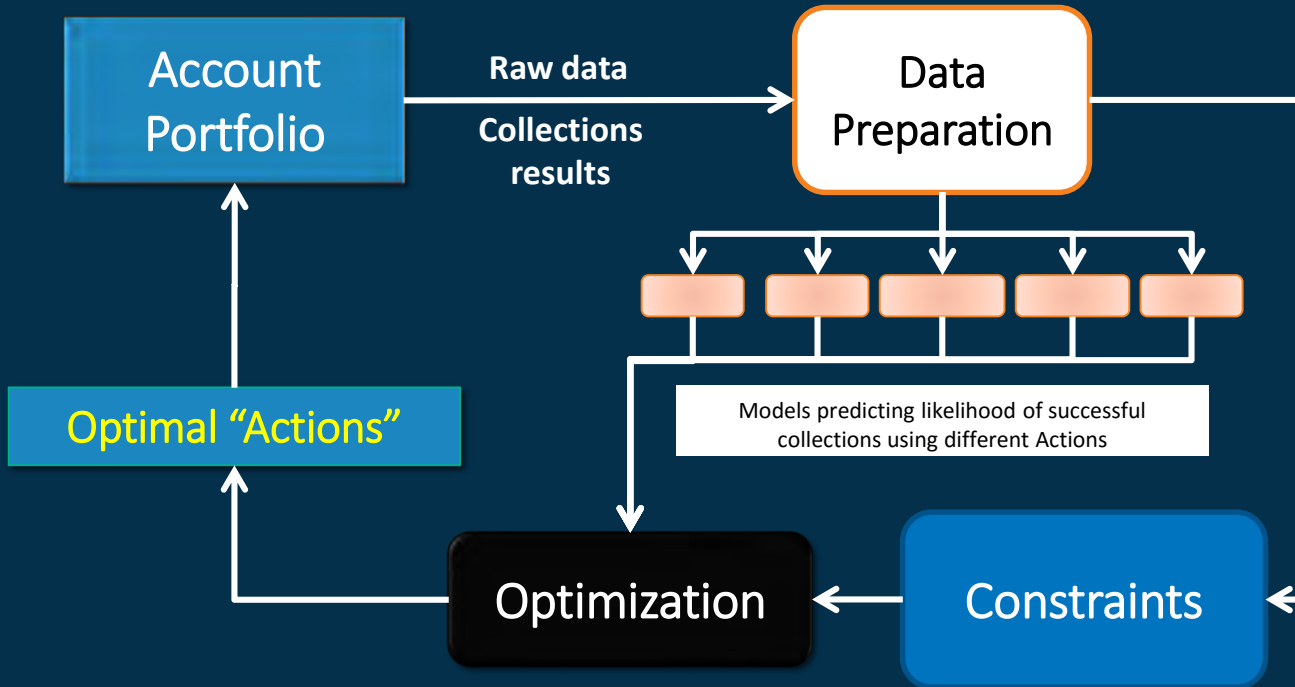 Account
Portfolio
Raw data
Collections
results
Data
Preparation
Models predicting likelihood of successful
collections using different Actions
Optimal “Actions”
Optimization
Constraints